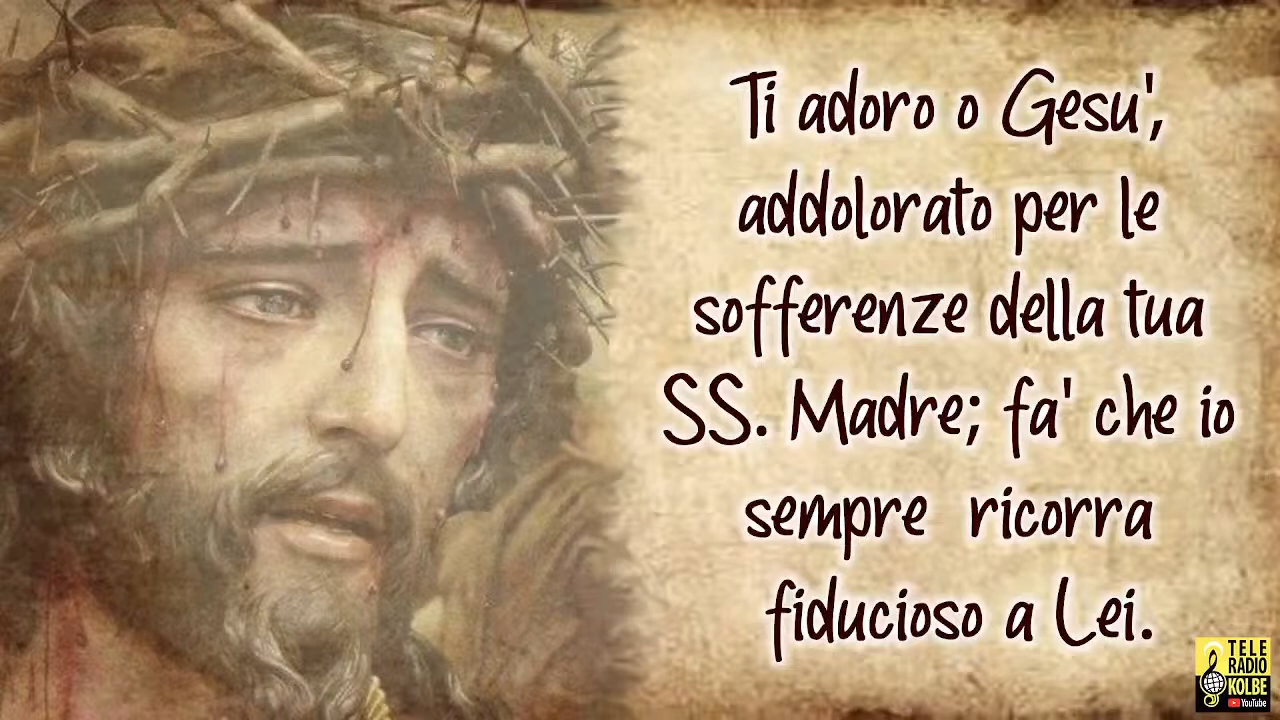 Ti adoro o Gesu',
addolorato per le
sofferenze della tua
SS. Madre; fa' che io
sempre ricorra
fiducioso a Lei.
TELE
RADIO
KOLBE
YouTube